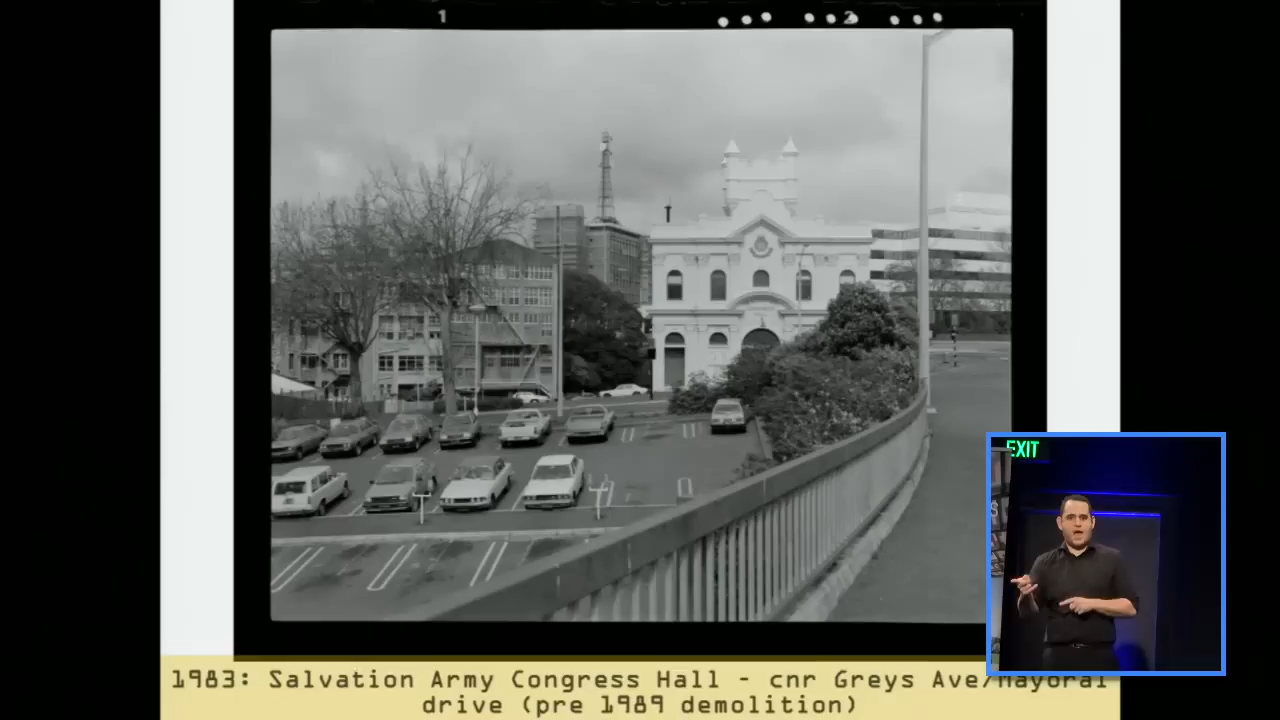 1
2
EXIT
1983: Salvation Army Congress Hall - cnr Greys Ave/Mayoral
drive (pre 1989 demolition)